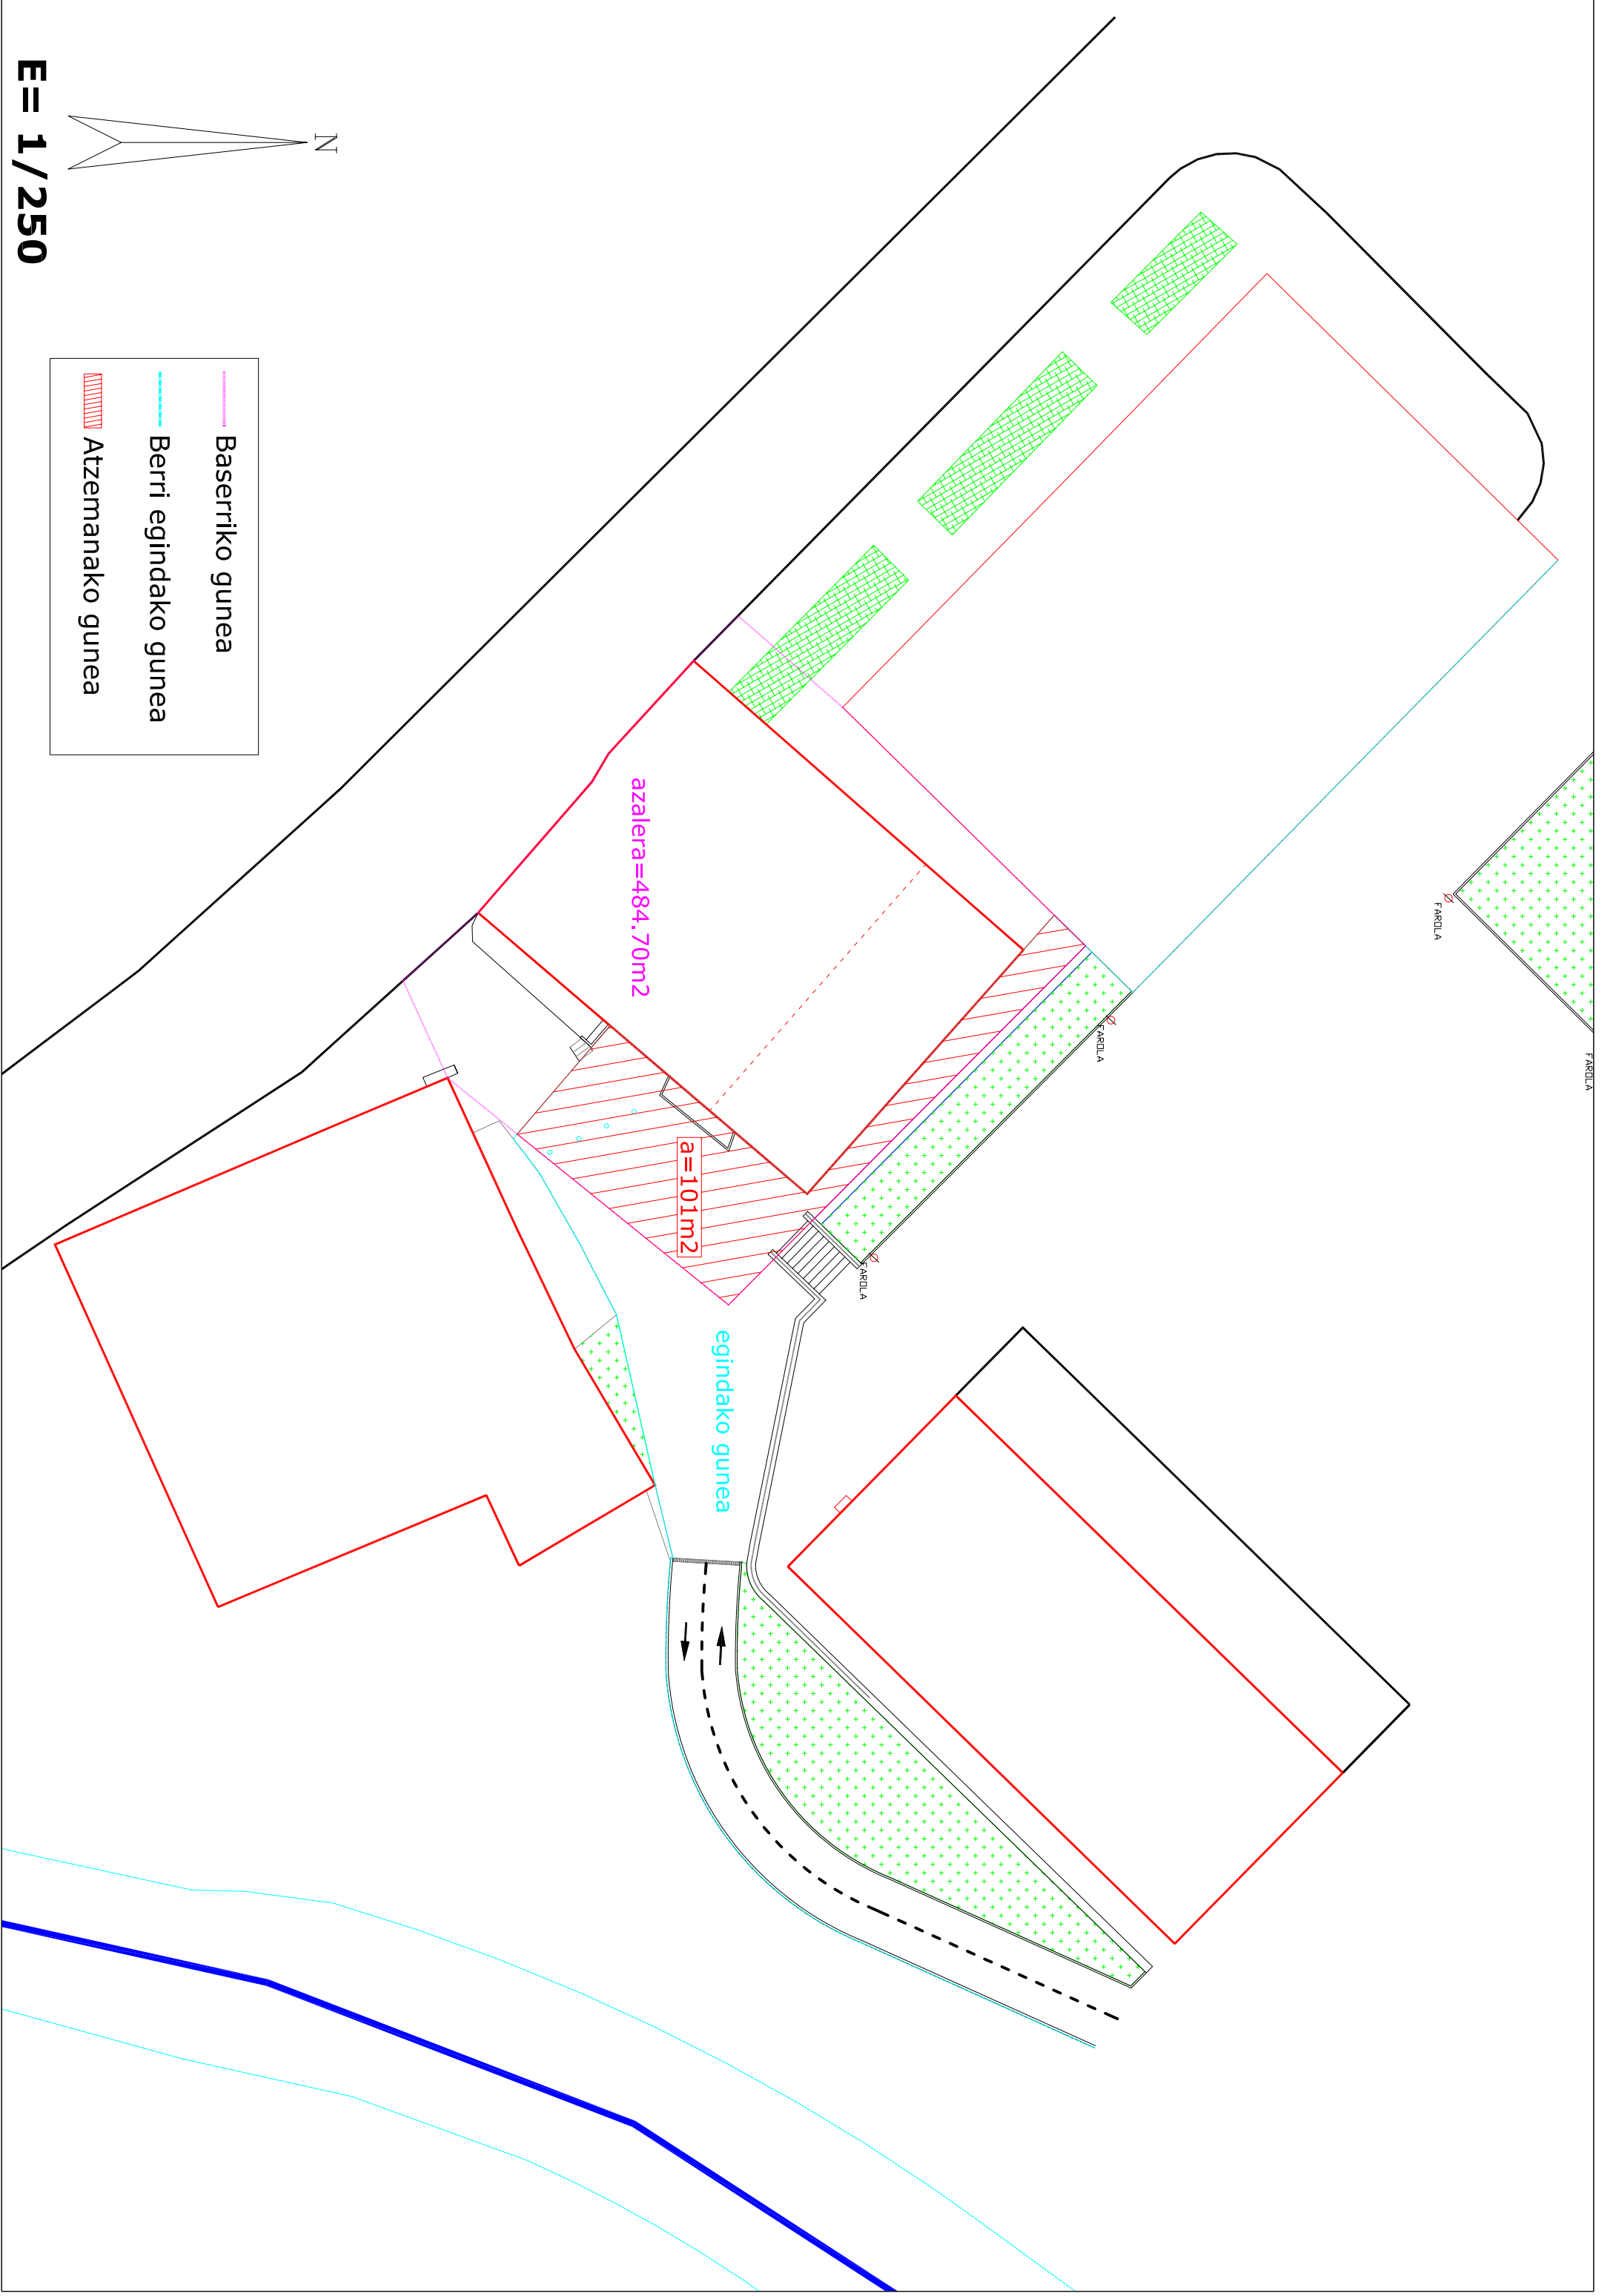 N
E= 1/250
Baserriko gunea
Berri egindako gunea
Atzemanako gunea
azalera=484.70m2
a=101m2
egindako gunea
FAROLA
FAROLA
FAROLA
FAROLA